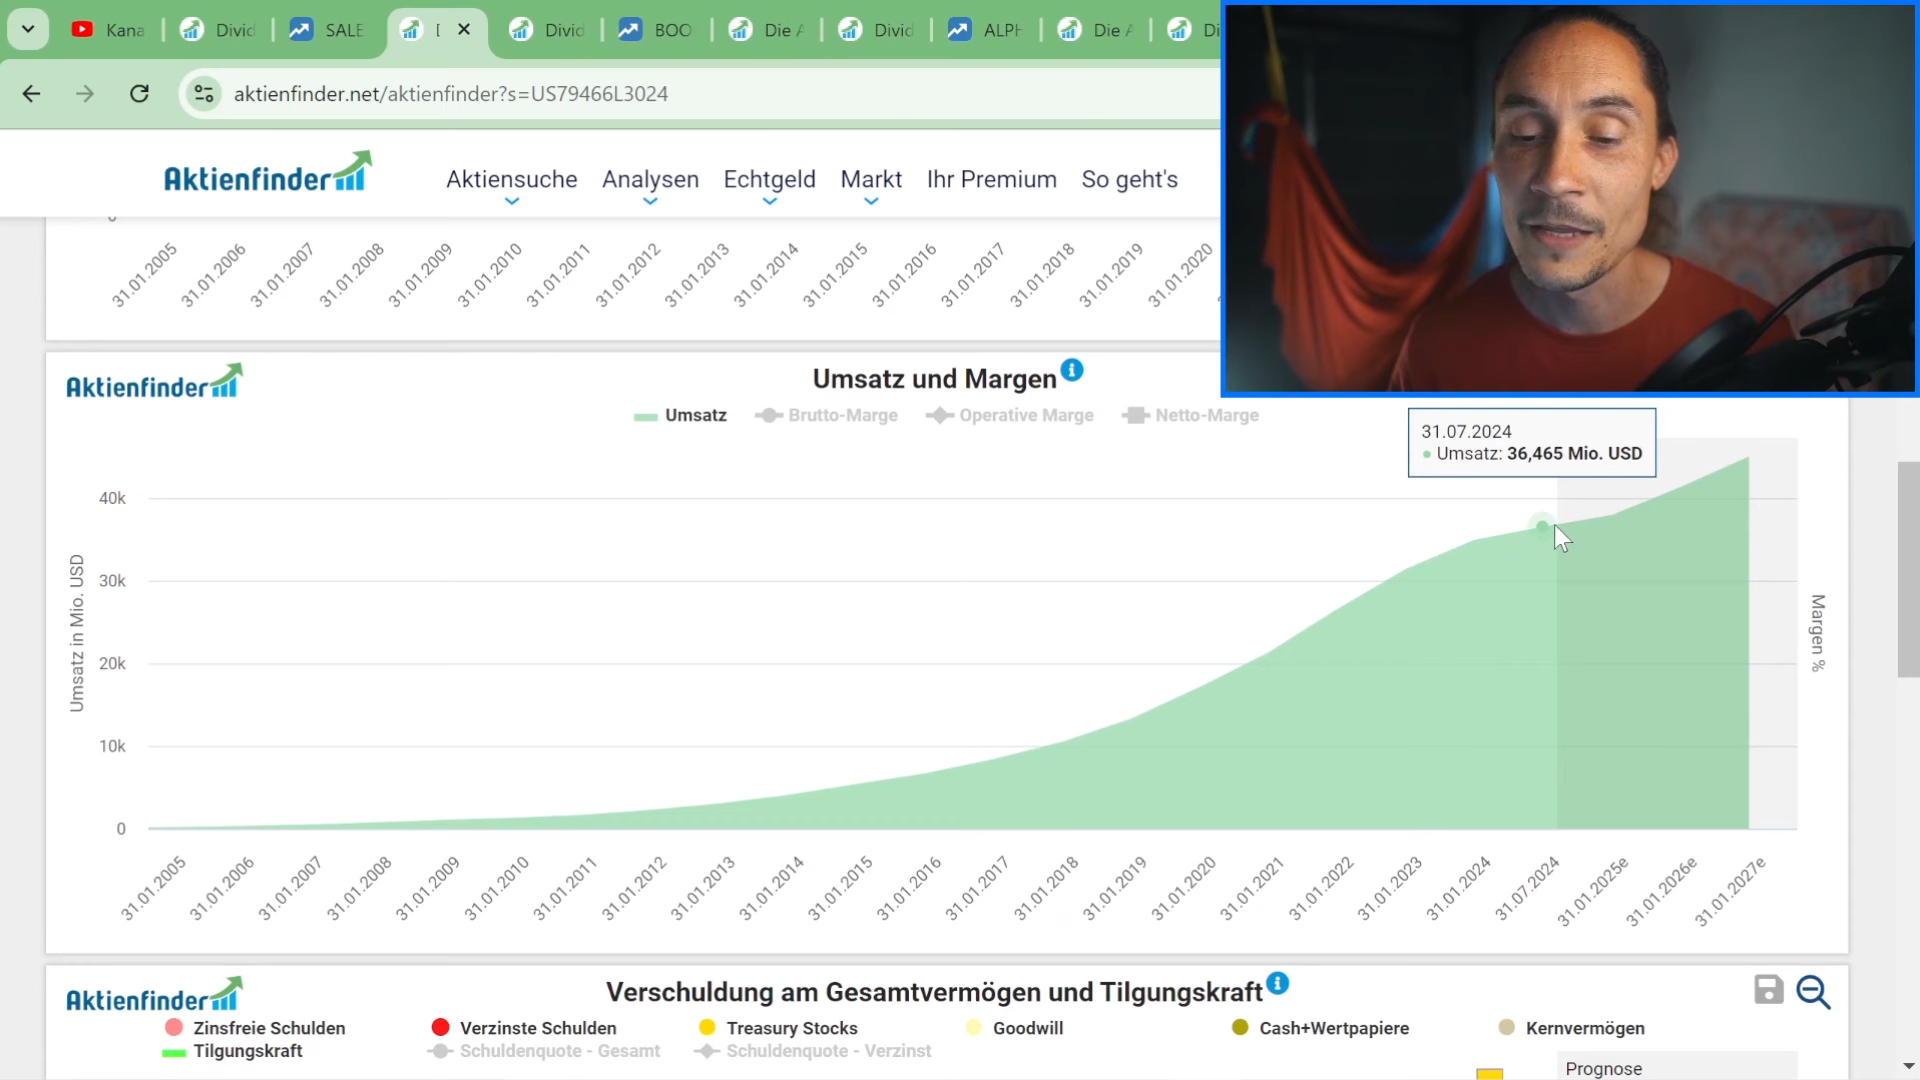 Kana
Divid
SALE
Divid
BOO
Die A
Divid
ALPH
Die A
Di
aktienfinder.net/aktienfinder?s=US79466L3024
Aktienfinder
Aktiensuche
Analysen
Echtgeld
Markt
Ihr Premium
So geht's
31.01.2005
31.01.2006
31.01.2007
31.01.2008
31.01.2009
31.01.2010
31.01.2011
31.01.2012
31.01.2013
31.01.2014
31.01.2015
31.01.2016
31.01.2017
31.01.2018
31.01.2019
31.01.2020
Aktienfinder
Umsatz und Margen
Umsatz
Brutto-Marge
Operative Marge
Netto-Marge
31.07.2024
Umsatz: 36,465 Mio. USD
Umsatz in Mio. USD
40k
30k
20k
10k
0
Margen %
31.01.2005
31.01.2006
31.01.2007
31.01.2008
31.01.2009
31.01.2010
31.01.2011
31.01.2012
31.01.2013
31.01.2014
31.01.2015
31.01.2016
31.01.2017
31.01.2018
31.01.2019
31.01.2020
31.01.2021
31.01.2022
31.01.2023
31.01.2024
31.07.2024
31.01.2025e
31.01.2026e
31.01.2027e
Aktienfinder
Verschuldung am Gesamtvermögen und Tilgungskraft
Zinsfreie Schulden
Verzinste Schulden
Treasury Stocks
Goodwill
Cash+Wertpapiere
Kernvermögen
Tilgungskraft
Schuldenquote - Gesamt
Schuldenquote - Verzinst
Prognose